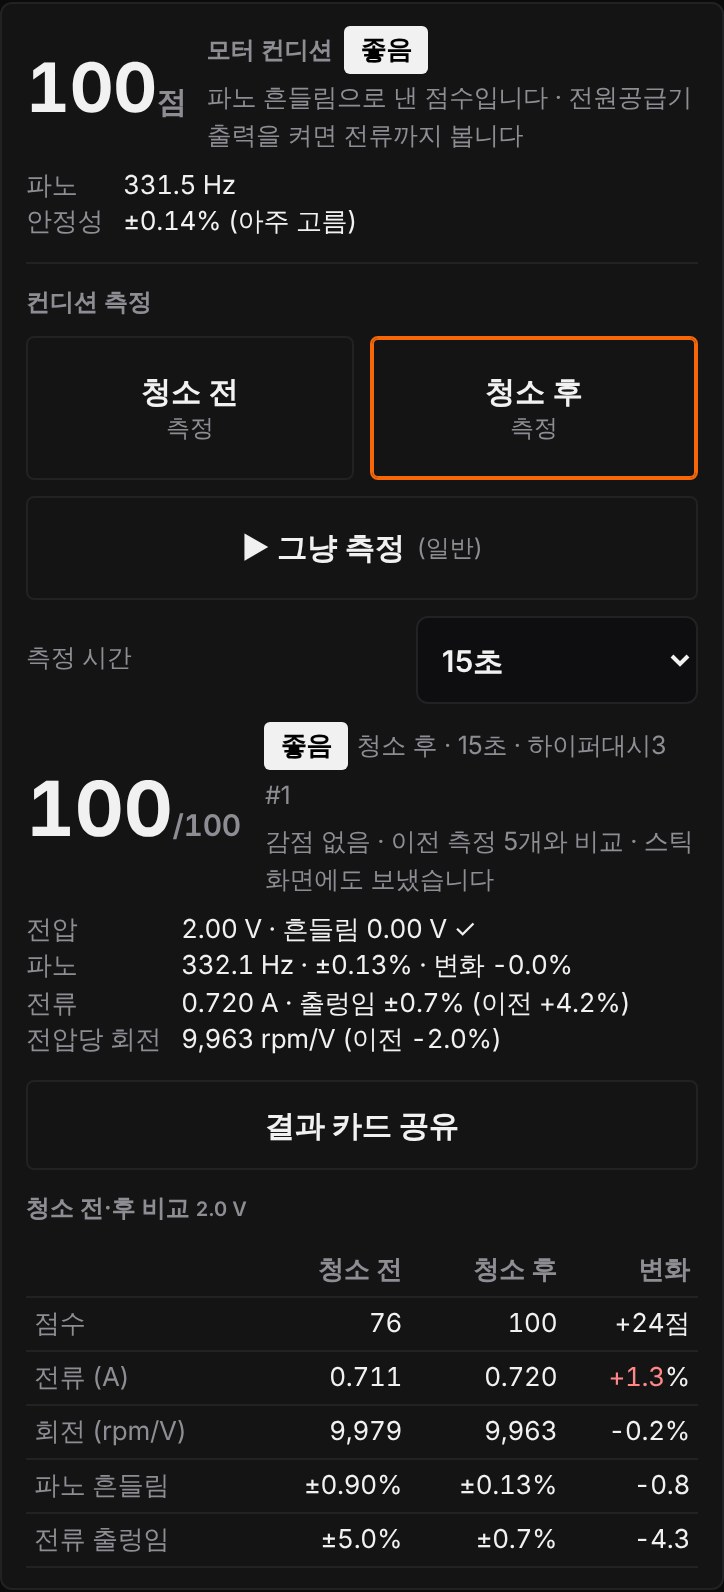 100점
모터 컨디션 좋음
파노 흔들림으로 낸 점수입니다 · 전원공급기
출력을 켜면 전류까지 봅니다
파노 331.5 Hz
안정성 ±0.14% (아주 고름)
컨디션 측정
청소 전
측정
청소 후
측정
▶ 그냥 측정 (일반)
측정 시간 15초
100/100
좋음 청소 후 · 15초 · 하이퍼대시3
#1
감점 없음 · 이전 측정 5개와 비교 · 스틱
화면에도 보냈습니다
전압 2.00 V · 흔들림 0.00 V ✓
파노 332.1 Hz · ±0.13% · 변화 -0.0%
전류 0.720 A · 출렁임 ±0.7% (이전 +4.2%)
전압당 회전 9,963 rpm/V (이전 -2.0%)
결과 카드 공유
청소 전·후 비교 2.0 V
청소 전 청소 후 변화
점수 76 100 +24점
전류 (A) 0.711 0.720 +1.3%
회전 (rpm/V) 9,979 9,963 -0.2%
파노 흔들림 ±0.90% ±0.13% -0.8
전류 출렁임 ±5.0% ±0.7% -4.3